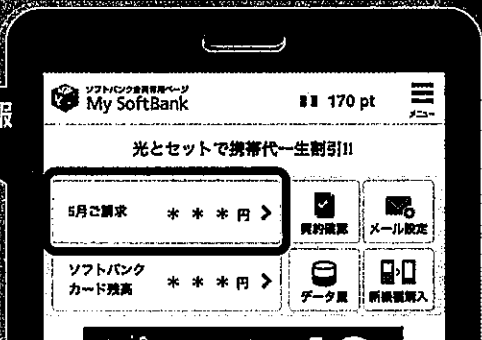 報
ソフトバンク会員専用ページ
My SoftBank
170 pt
メニュー
光とセットで携帯代一生割引!!
5月ご請求
***円
契約確認
メール設定
ソフトバンク
カード残高
***円
データ量
新機種購入